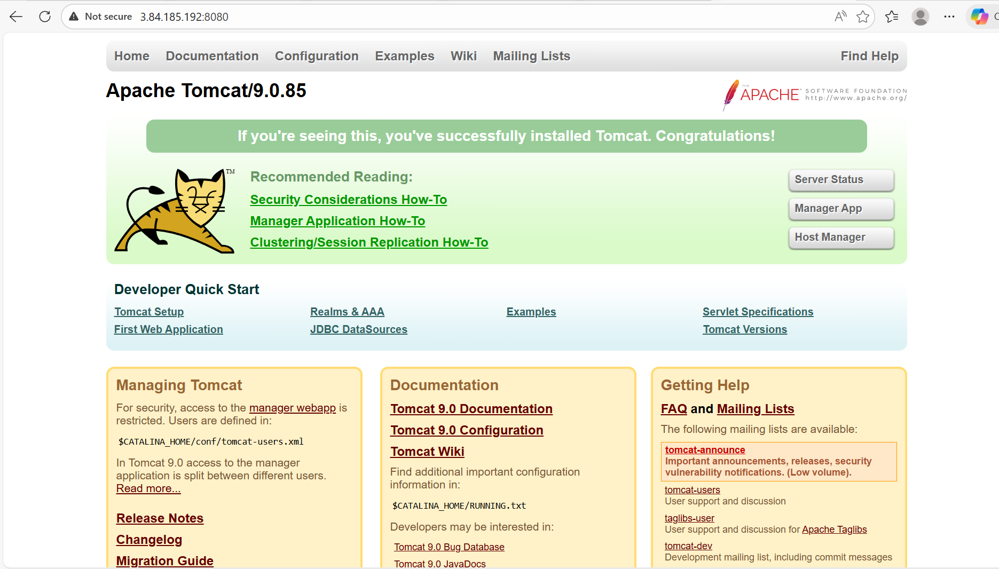 Not secure 3.84.185.192:8080
Home Documentation Configuration Examples Wiki Mailing Lists Find Help
Apache Tomcat/9.0.85
THE
APACHE SOFTWARE FOUNDATION
http://www.apache.org/
If you're seeing this, you've successfully installed Tomcat. Congratulations!
TM
Recommended Reading:
Security Considerations How-To
Manager Application How-To
Clustering/Session Replication How-To
Server Status
Manager App
Host Manager
Developer Quick Start
Tomcat Setup
First Web Application
Realms & AAA
JDBC DataSources
Examples
Servlet Specifications
Tomcat Versions
Managing Tomcat
For security, access to the manager webapp is
restricted. Users are defined in:
$CATALINA_HOME/conf/tomcat-users.xml
In Tomcat 9.0 access to the manager
application is split between different users.
Read more...
Release Notes
Changelog
Migration Guide
Documentation
Tomcat 9.0 Documentation
Tomcat 9.0 Configuration
Tomcat Wiki
Find additional important configuration
information in:
$CATALINA_HOME/RUNNING.txt
Developers may be interested in:
Tomcat 9.0 Bug Database
Tomcat 9.0 JavaDocs
Getting Help
FAQ and Mailing Lists
The following mailing lists are available:
tomcat-announce
Important announcements, releases, security
vulnerability notifications. (Low volume).
tomcat-users
User support and discussion
taglibs-user
User support and discussion for Apache Taglibs
tomcat-dev
Development mailing list, including commit messages